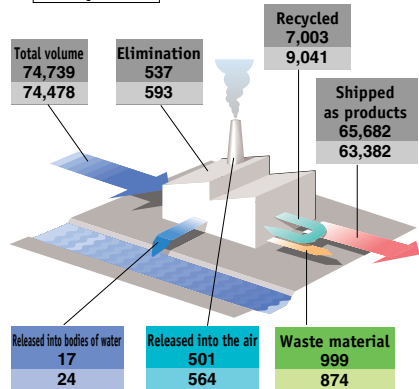 Recycled
7,003
9,041
Total volume
74,739
74,478
Elimination
537
593
Shipped
as products
65,682
63,382
Released into bodies of water
17
24
Released into the air
501
564
Waste material
999
874